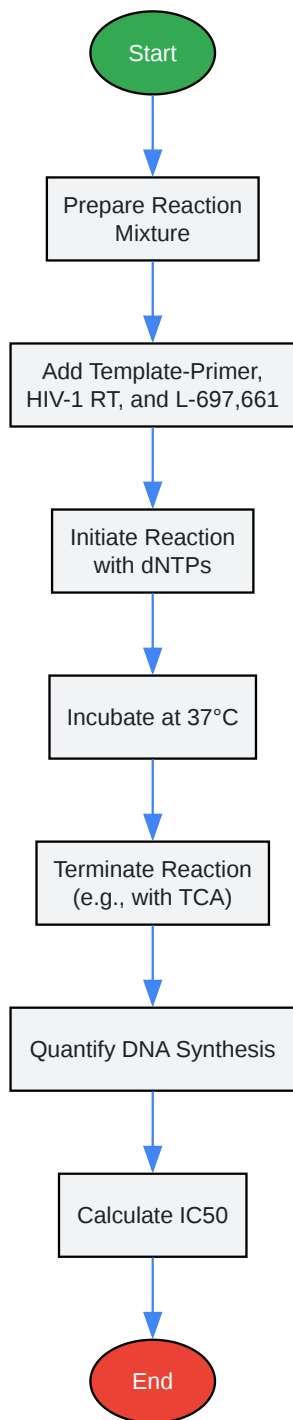 Start
Prepare Reaction
Mixture
Add Template-Primer,
HIV-1 RT, and L-697,661
Initiate Reaction
with dNTPs
Incubate at 37°C
Terminate Reaction
(e.g., with TCA)
Quantify DNA Synthesis
Calculate IC50
End